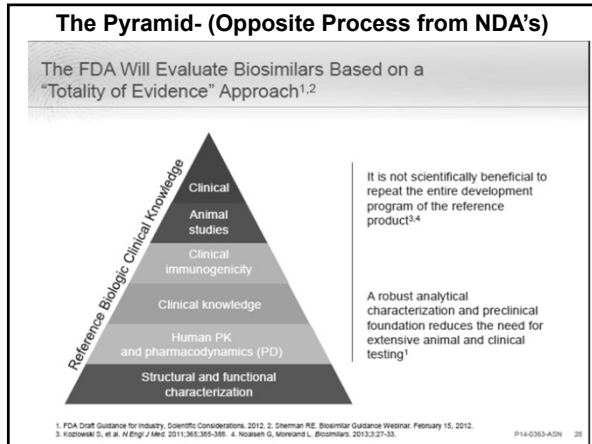 The Pyramid- (Opposite Process from NDA's)
The FDA Will Evaluate Biosimilars Based on a
"Totality of Evidence" Approach1,2
Reference Biologic Clinical Knowledge
Clinical
Animal
studies
Clinical
immunogenicity
Clinical knowledge
Human PK
and pharmacodynamics (PD)
Structural and functional
characterization
It is not scientifically beneficial to
repeat the entire development
program of the reference
product3,4
A robust analytical
characterization and preclinical
foundation reduces the need for
extensive animal and clinical
testing1
1. FDA Draft Guidance for Industry, Scientific Considerations. 2012. 2. Sherman RE. Biosimilar Guidance Webinar. February 15, 2012.
3. Kozlowski S, et al. N Engl J Med. 2011;365:385-388. 4. Noaiseh G, Moreland L. Biosimilars. 2013;3:27-33.
P14-0363-ASN 28